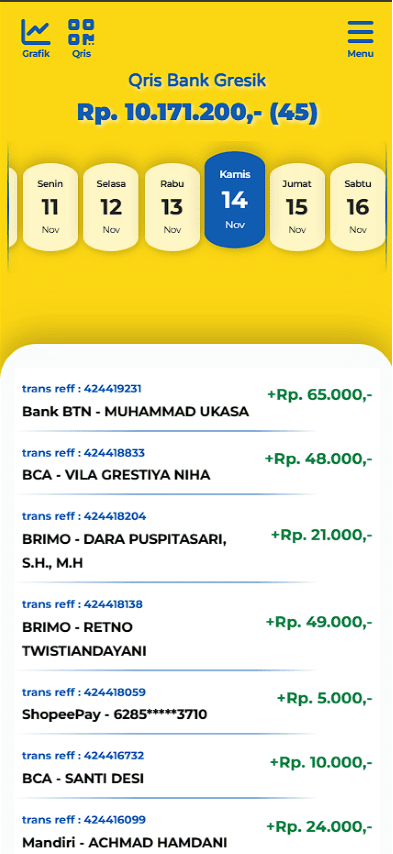 Grafik
Qris
Menu
Qris Bank Gresik
Rp. 10.171.200,- (45)
Senin
11
Nov
Selasa
12
Nov
Rabu
13
Nov
Kamis
14
Nov
Jumat
15
Nov
Sabtu
16
Nov
trans reff : 424419231
+Rp. 65.000,-
Bank BTN - MUHAMMAD UKASA
trans reff : 424418833
+Rp. 48.000,-
BCA - VILA GRESTIYA NIHA
trans reff : 424418204
+Rp. 21.000,-
BRIMO - DARA PUSPITASARI,
S.H., M.H
trans reff : 424418138
+Rp. 49.000,-
BRIMO - RETNO
TWISTIANDAYANI
trans reff : 424418059
+Rp. 5.000,-
ShopeePay - 6285*****3710
trans reff : 424416732
+Rp. 10.000,-
BCA - SANTI DESI
trans reff : 424416099
+Rp. 24.000,-
Mandiri - ACHMAD HAMDANI